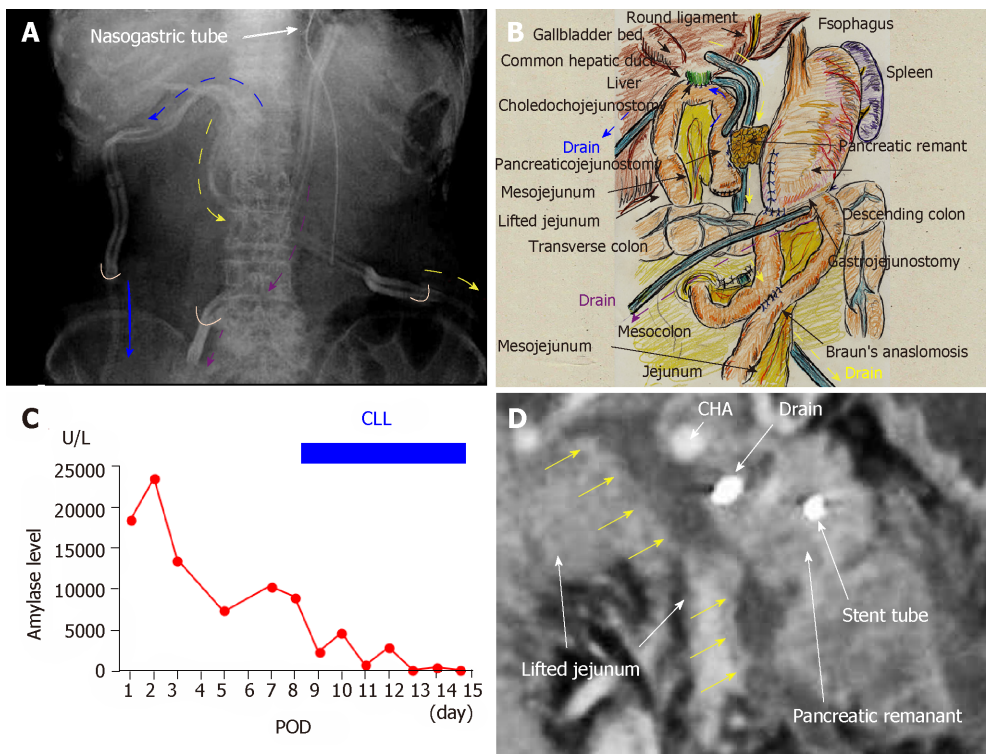 A
Nasogastric tube
B
Round ligament
Fsophagus
Gallbladder bed
Common hepatic duct
Liver
Spleen
Choledochojejunostomy
Drain
Pancreatic remant
Pancreaticojejunostomy
Mesojejunum
Lifted jejunum
Descending colon
Transverse colon
Gastrojejunostomy
Drain
Mesocolon
Mesojejunum
Braun's anaslomosis
Jejunum
Drain
C
U/L
CLL
25000
20000
15000
10000
5000
0
Amylase level
1 2 3 4 5 6 7 8 9 10 11 12 13 14 15
(day)
POD
D
CHA
Drain
Stent tube
Lifted jejunum
Pancreatic remanant